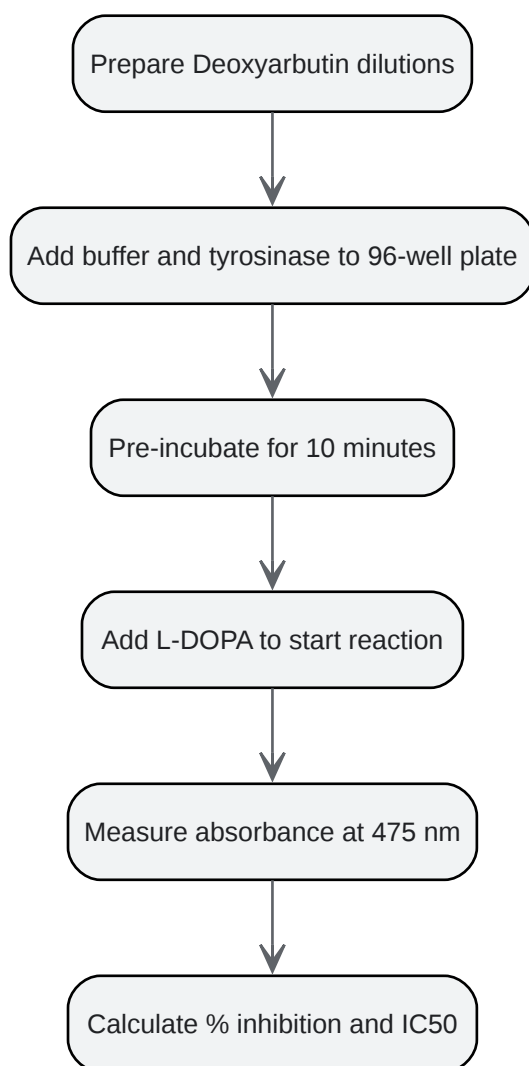 Prepare Deoxyarbutin dilutions
Add buffer and tyrosinase to 96-well plate
Pre-incubate for 10 minutes
Add L-DOPA to start reaction
Measure absorbance at 475 nm
Calculate % inhibition and IC50